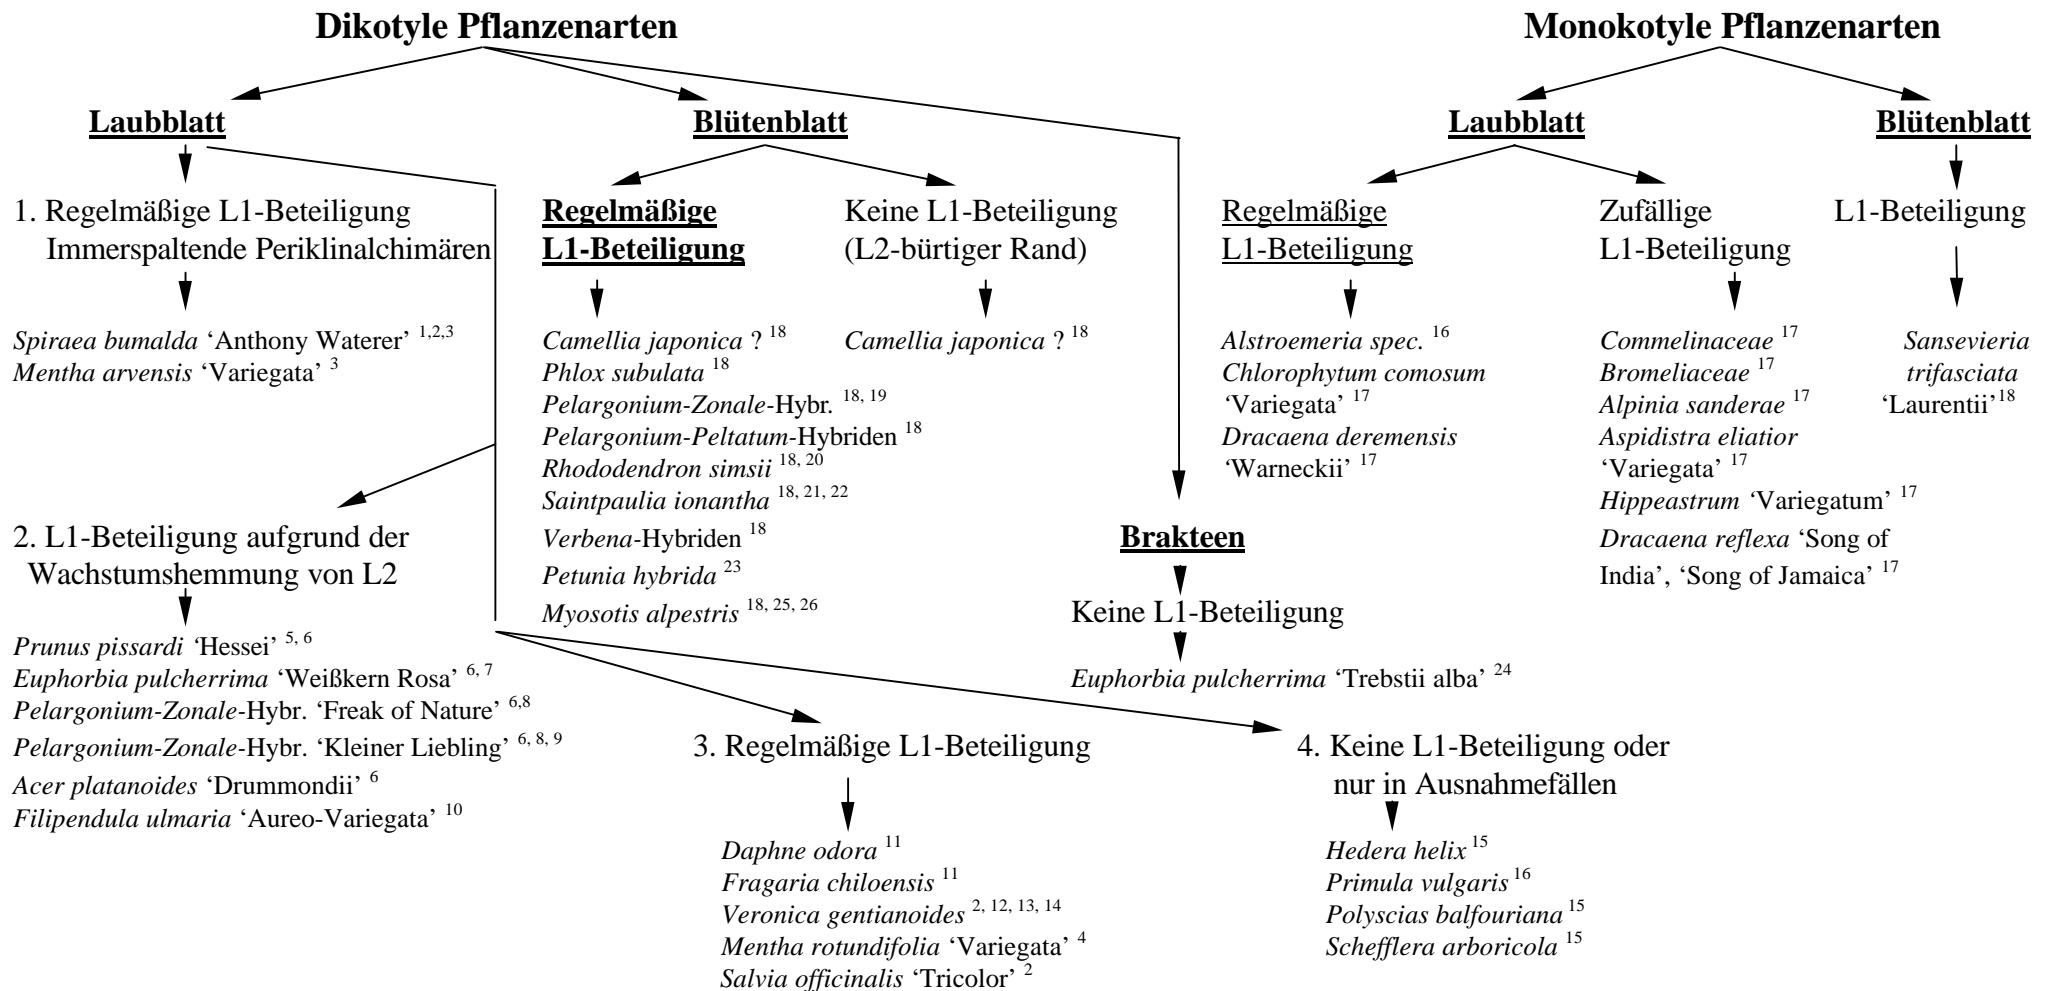 Dikotyle Pflanzenarten
Monokotyle Pflanzenarten
Laubblatt
Blütenblatt
Laubblatt
Blütenblatt
1. Regelmäßige L1-Beteiligung
Immerspaltende Periklinalchimären
Regelmäßige
L1-Beteiligung
Keine L1-Beteiligung
(L2-bürtiger Rand)
Regelmäßige
L1-Beteiligung
Zufällige
L1-Beteiligung
L1-Beteiligung
Spiraea bumalda ‘Anthony Waterer’ 1,2,3
Mentha arvensis ‘Variegata’ 3
Camellia japonica ? 18
Phlox subulata 18
Pelargonium-Zonale-Hybr. 18, 19
Pelargonium-Peltatum-Hybriden 18
Rhododendron simsii 18, 20
Saintpaulia ionantha 18, 21, 22
Verbena-Hybriden 18
Petunia hybrida 23
Myosotis alpestris 18, 25, 26
Camellia japonica ? 18
Alstroemeria spec. 16
Chlorophytum comosum
‘Variegata’ 17
Dracaena deremensis
‘Warneckii’ 17
Commelinaceae 17
Bromeliaceae 17
Alpinia sanderae 17
Aspidistra eliatior
‘Variegata’ 17
Hippeastrum ‘Variegatum’ 17
Dracaena reflexa ‘Song of
India’, ‘Song of Jamaica’ 17
Sansevieria
trifasciata
‘Laurentii’ 18
2. L1-Beteiligung aufgrund der
Wachstumshemmung von L2
Brakteen
Keine L1-Beteiligung
Euphorbia pulcherrima ‘Trebstii alba’ 24
Prunus pissardi ‘Hessei’ 5, 6
Euphorbia pulcherrima ‘Weißkern Rosa’ 6, 7
Pelargonium-Zonale-Hybr. ‘Freak of Nature’ 6,8
Pelargonium-Zonale-Hybr. ‘Kleiner Liebling’ 6, 8, 9
Acer platanoides ‘Drummondii’ 6
Filipendula ulmaria ‘Aureo-Variegata’ 10
3. Regelmäßige L1-Beteiligung
Daphne odora 11
Fragaria chiloensis 11
Veronica gentianoides 2, 12, 13, 14
Mentha rotundifolia ‘Variegata’ 4
Salvia officinalis ‘Tricolor’ 2
4. Keine L1-Beteiligung oder
nur in Ausnahmefällen
Hedera helix 15
Primula vulgaris 16
Polyscias balfouriana 15
Schefflera arboricola 15